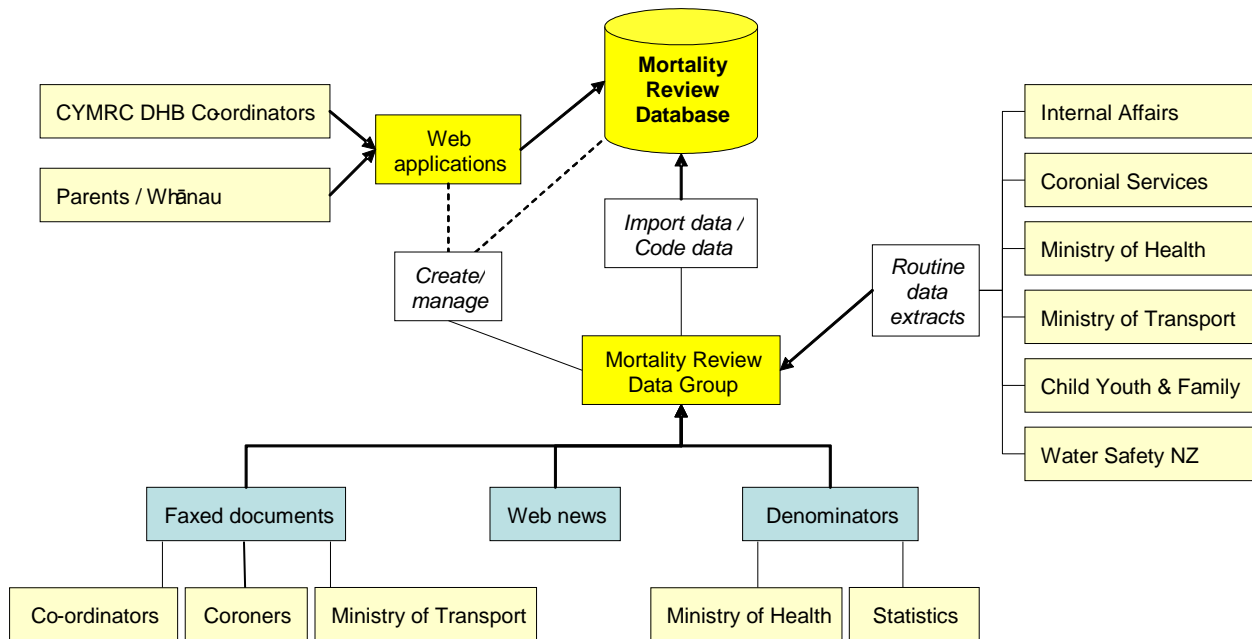 Mortality
Review
Database
CYMRC DHB Co-ordinators
Parents / Whānau
Web
applications
Create/
manage
Import data /
Code data
Routine
data
extracts
Internal Affairs
Coronial Services
Ministry of Health
Ministry of Transport
Child Youth & Family
Water Safety NZ
Mortality Review
Data Group
Faxed documents
Web news
Denominators
Co-ordinators
Coroners
Ministry of Transport
Ministry of Health
Statistics